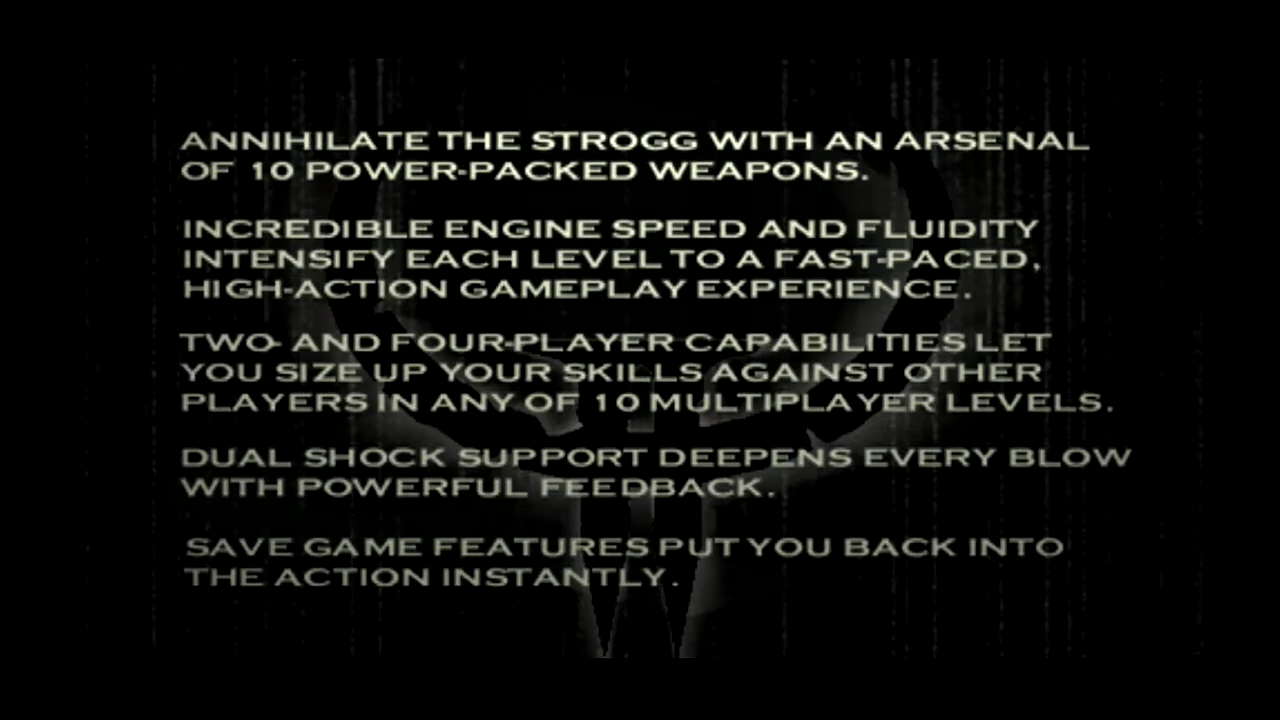 ANNIHILATE THE STROGG WITH AN ARSENAL
OF 10 POWER-PACKED WEAPONS.
INCREDIBLE ENGINE SPEED AND FLUIDITY
INTENSIFY EACH LEVEL TO A FAST-PACED,
HIGH-ACTION GAMEPLAY EXPERIENCE.
TWO- AND FOUR-PLAYER CAPABILITIES LET
YOU SIZE UP YOUR SKILLS AGAINST OTHER
PLAYERS IN ANY OF 10 MULTIPLAYER LEVELS.
DUAL SHOCK SUPPORT DEEPENS EVERY BLOW
WITH POWERFUL FEEDBACK.
SAVE GAME FEATURES PUT YOU BACK INTO
THE ACTION INSTANTLY.